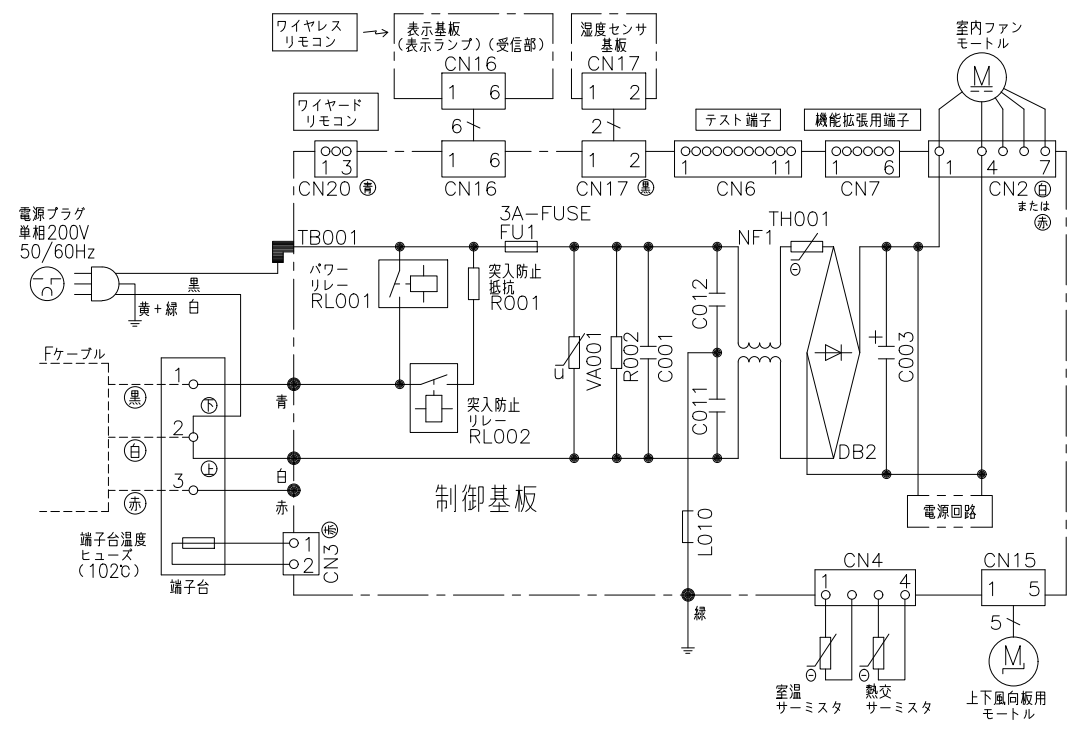 ワイヤレス
リモコン
表示基板
(表示ランプ)(受信部)
CN16
1 6
6
1 6
CN16
湿度センサ
基板
CN17
1 2
2
1 2
CN17 黒
ワイヤード
リモコン
1 3
CN20 青
テスト端子
1 11
CN6
機能拡張用端子
1 6
CN7
室内ファン
モートル
M
1 4 7
CN2 白
または
赤
電源プラグ
単相200V
50/60Hz
黒
黄+緑 白
TB001
パワー
リレー
RL001
突入防止
抵抗
R001
3A-FUSE
FU1
突入防止
リレー
RL002
u
VA001
R002
C001
C012
C011
NF1
TH001
DB2
+
C003
電源回路
L010
緑
Fケーブル
黒
白
赤
1
下
2
上
3
青
白
赤
制御基板
端子台温度
ヒューズ
(102℃)
端子台
1
2
CN3 赤
CN4
1 4
室温
サーミスタ
熱交
サーミスタ
CN15
1 5
5
M
上下風向板用
モートル